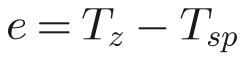 e = T_z − T_{sp}